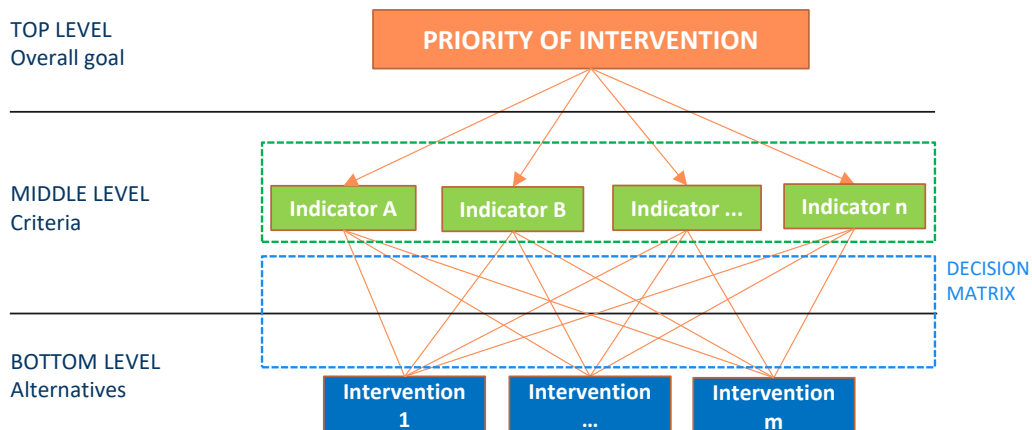 TOP LEVEL
Overall goal
PRIORITY OF INTERVENTION
MIDDLE LEVEL
Criteria
Indicator A
Indicator B
Indicator ...
Indicator n
DECISION
MATRIX
BOTTOM LEVEL
Alternatives
Intervention
1
Intervention
...
Intervention
m